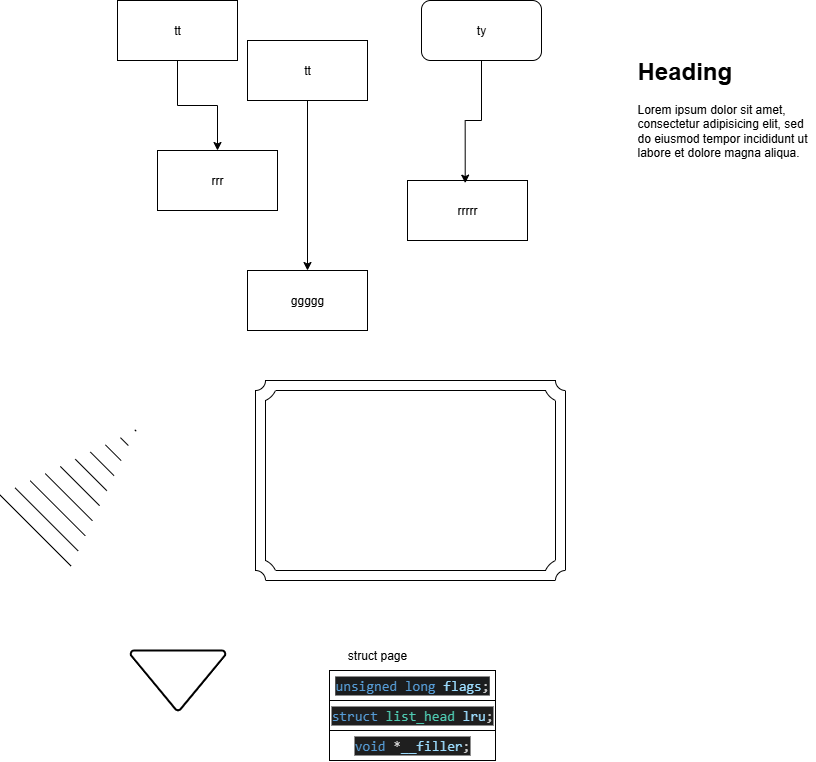 tt
tt
ty
Heading
Lorem ipsum dolor sit amet,
consectetur adipisicing elit, sed
do eiusmod tempor incididunt ut
labore et dolore magna aliqua.
rrr
rrrrr
ggggg
struct page
unsigned long flags;
struct list_head lru;
void *__filler;